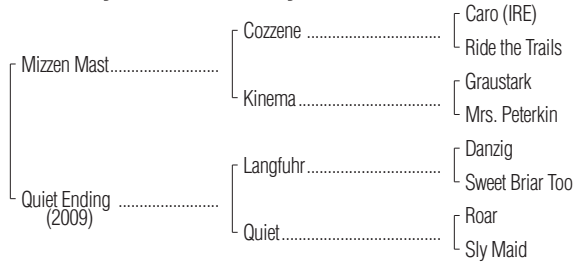 Caro (IRE)
Cozzene
Ride the Trails
Mizzen Mast
Graustark
Kinema
Mrs. Peterkin
Danzig
Langfuhr
Sweet Briar Too
Quiet Ending
(2009)
Roar
Quiet
Sly Maid